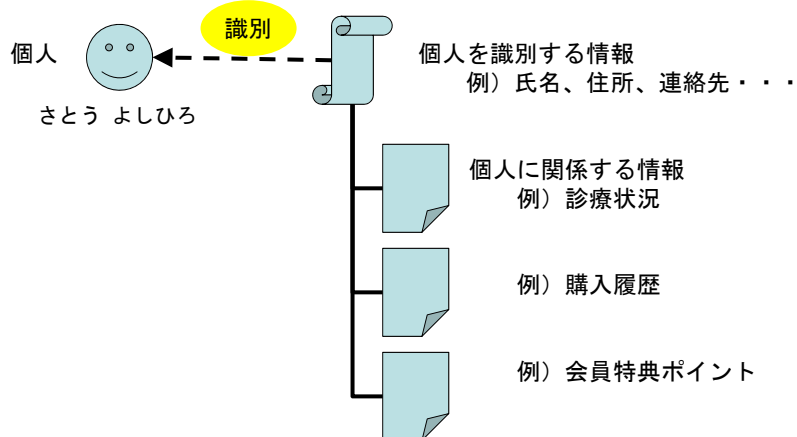 識別
個人
個人を識別する情報
例）氏名、住所、連絡先・・・
さとう よしひろ
個人に関係する情報
例）診療状況
例）購入履歴
例）会員特典ポイント